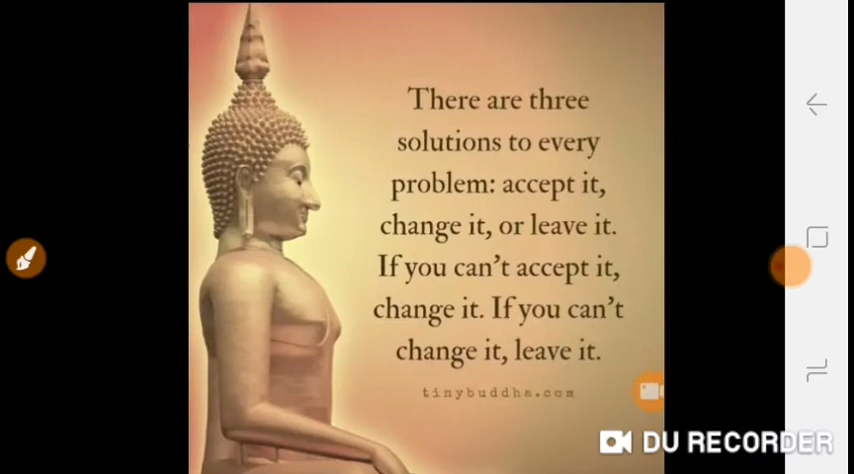 There are three
solutions to every
problem: accept it,
change it, or leave it.
If you can't accept it,
change it. If you can't
change it, leave it.
tinybuddha.com
DU RECORDER